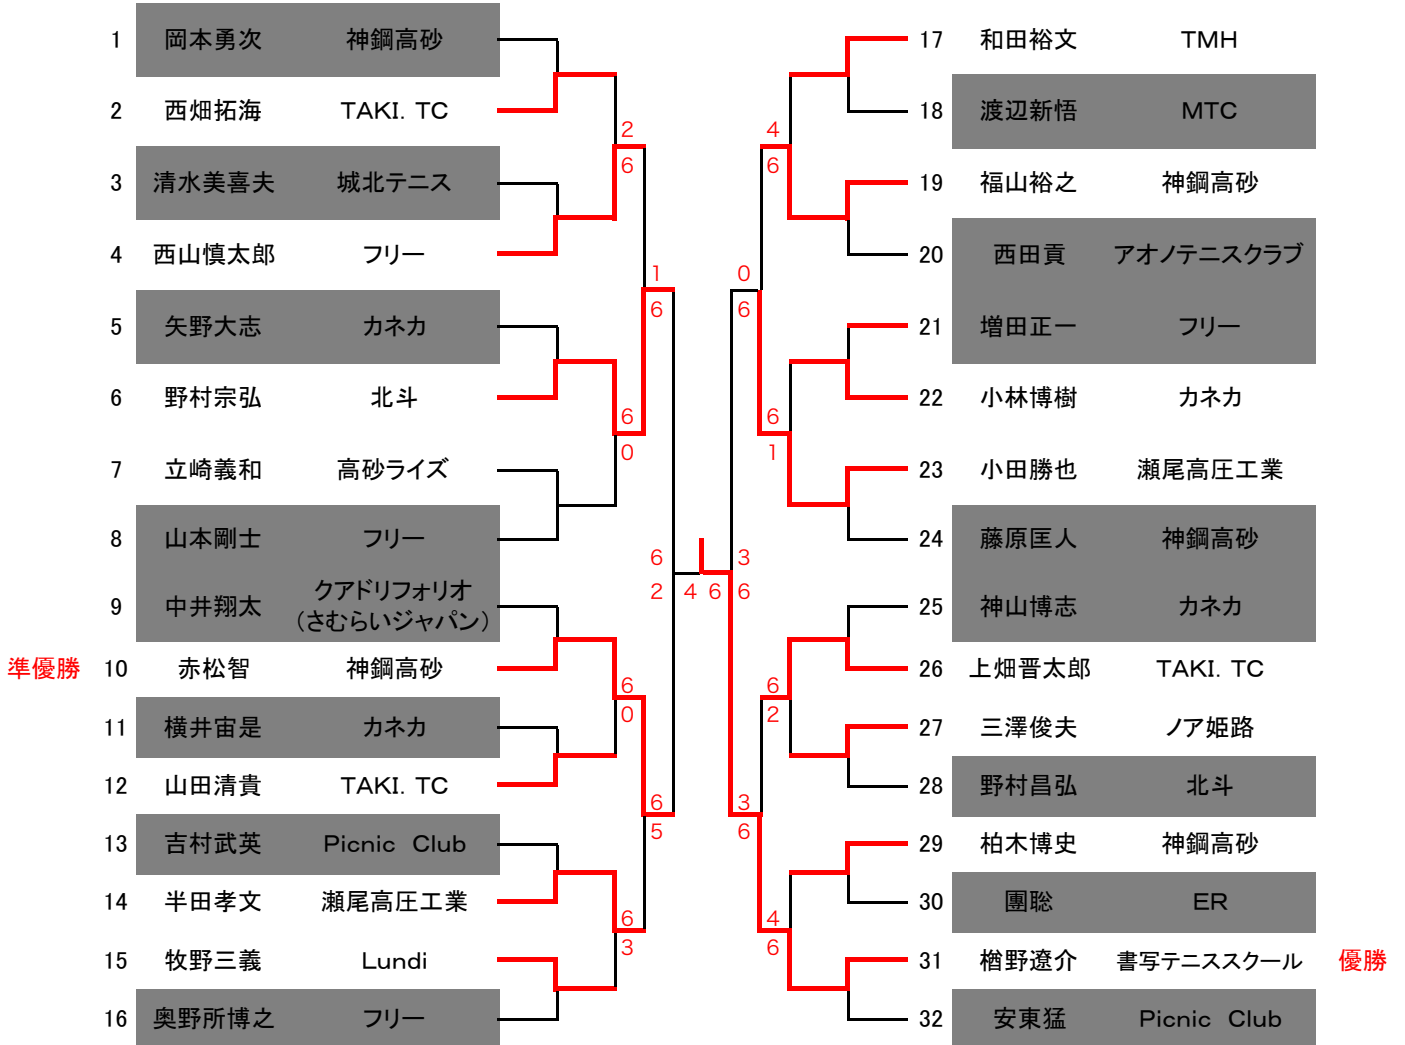 1 岡本勇次 神鋼高砂
2 西畑拓海 TAKI．TC
3 清水美喜夫 城北テニス
4 西山慎太郎 フリー
5 矢野大志 カネカ
6 野村宗弘 北斗
7 立崎義和 高砂ライズ
8 山本剛士 フリー
9 中井翔太 クアドリフォリオ
（さむらいジャパン）
準優勝 10 赤松智 神鋼高砂
11 横井宙是 カネカ
12 山田清貴 TAKI．TC
13 吉村武英 Picnic Club
14 半田孝文 瀬尾高圧工業
15 牧野三義 Lundi
16 奥野所博之 フリー
2
6
1
6
6
0
6
2
6
0
6
5
6
3
4 6
4
6
0
6
6
1
3
6
6
2
3
6
4
6
17 和田裕文 TMH
18 渡辺新悟 MTC
19 福山裕之 神鋼高砂
20 西田貢 アオノテニスクラブ
21 増田正一 フリー
22 小林博樹 カネカ
23 小田勝也 瀬尾高圧工業
24 藤原匡人 神鋼高砂
25 神山博志 カネカ
26 上畑晋太郎 TAKI．TC
27 三澤俊夫 ノア姫路
28 野村昌弘 北斗
29 柏木博史 神鋼高砂
30 團聡 ER
31 楢野遼介 書写テニススクール 優勝
32 安東猛 Picnic Club